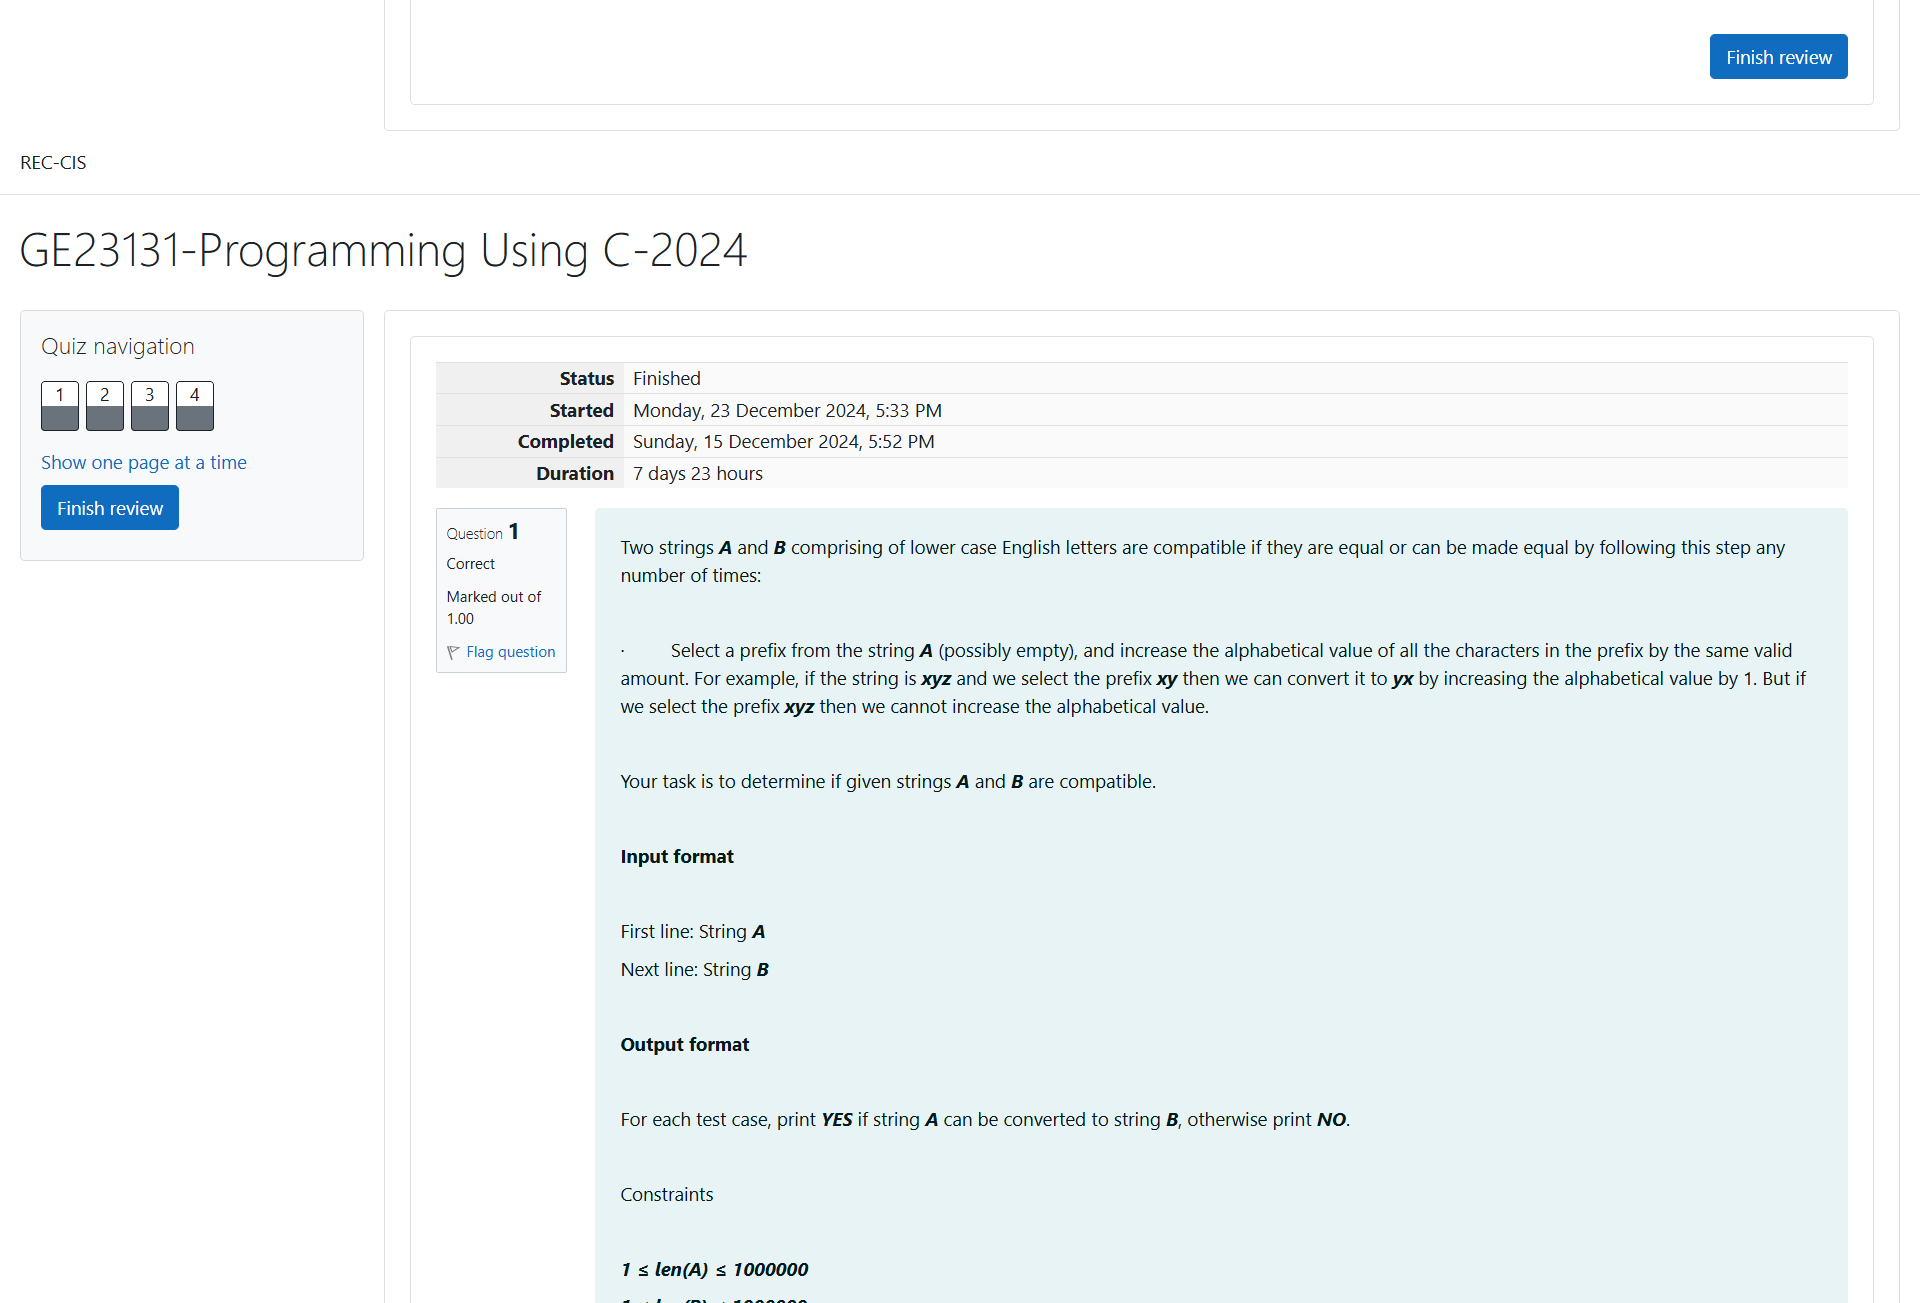 Finish review
REC-CIS
GE23131-Programming Using C-2024
Quiz navigation
1 2 3 4
Show one page at a time
Finish review
Status Finished
Started Monday, 23 December 2024, 5:33 PM
Completed Sunday, 15 December 2024, 5:52 PM
Duration 7 days 23 hours
Question 1
Correct
Marked out of
1.00
Flag question
Two strings A and B comprising of lower case English letters are compatible if they are equal or can be made equal by following this step any
number of times:
· Select a prefix from the string A (possibly empty), and increase the alphabetical value of all the characters in the prefix by the same valid
amount. For example, if the string is xyz and we select the prefix xy then we can convert it to yx by increasing the alphabetical value by 1. But if
we select the prefix xyz then we cannot increase the alphabetical value.
Your task is to determine if given strings A and B are compatible.
Input format
First line: String A
Next line: String B
Output format
For each test case, print YES if string A can be converted to string B, otherwise print NO.
Constraints
1 ≤ len(A) ≤ 1000000